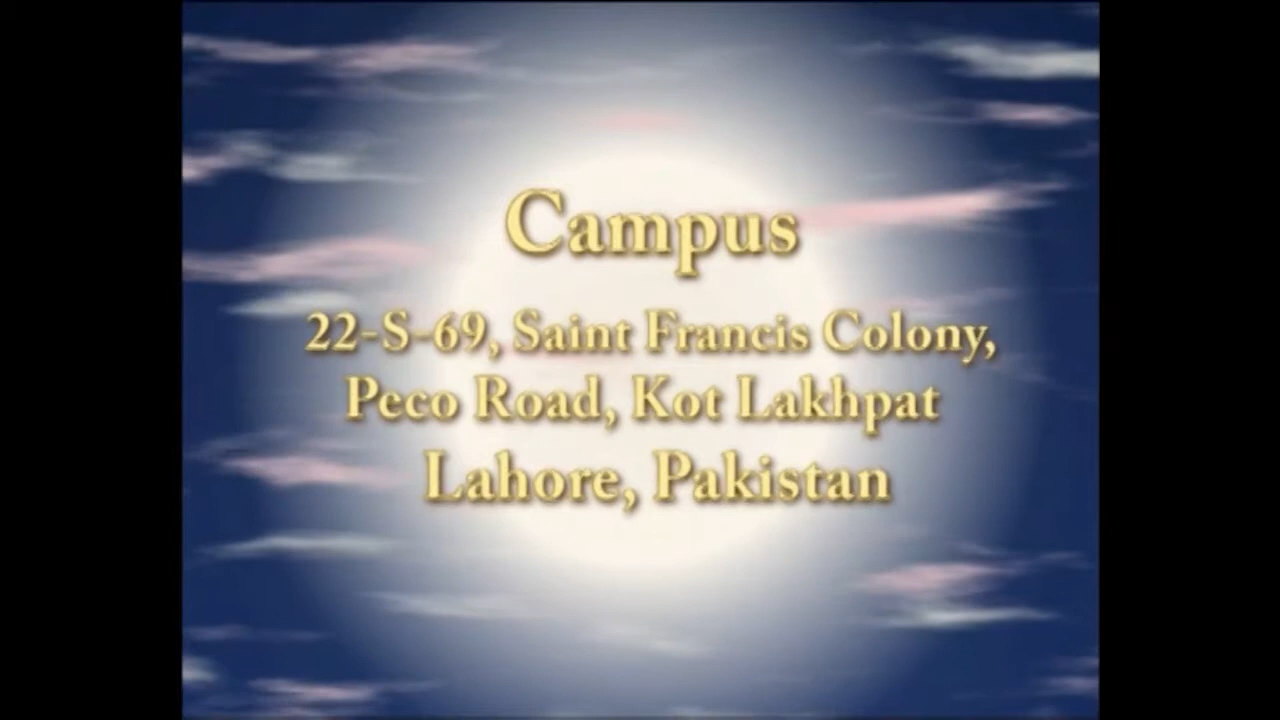 Campus
22-S-69, Saint Francis Colony,
Peco Road, Kot Lakhpat
Lahore, Pakistan